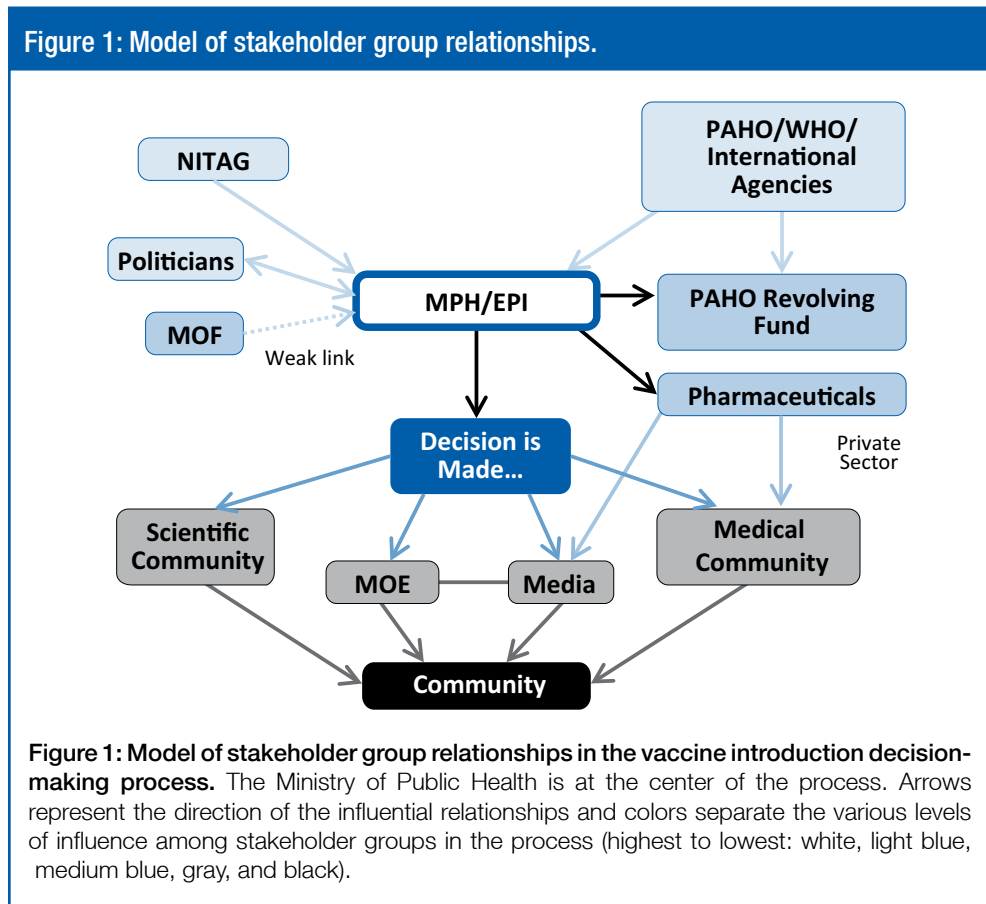 Figure 1: Model of stakeholder group relationships.
NITAG
PAHO/WHO/
International
Agencies
Politicians
MPH/EPI
PAHO Revolving
Fund
MOF
Weak link
Pharmaceuticals
Decision is
Made...
Private
Sector
Scientific
Community
MOE
Media
Medical
Community
Community
Figure 1: Model of stakeholder group relationships in the vaccine introduction decision-
making process. The Ministry of Public Health is at the center of the process. Arrows
represent the direction of the influential relationships and colors separate the various levels
of influence among stakeholder groups in the process (highest to lowest: white, light blue,
medium blue, gray, and black).